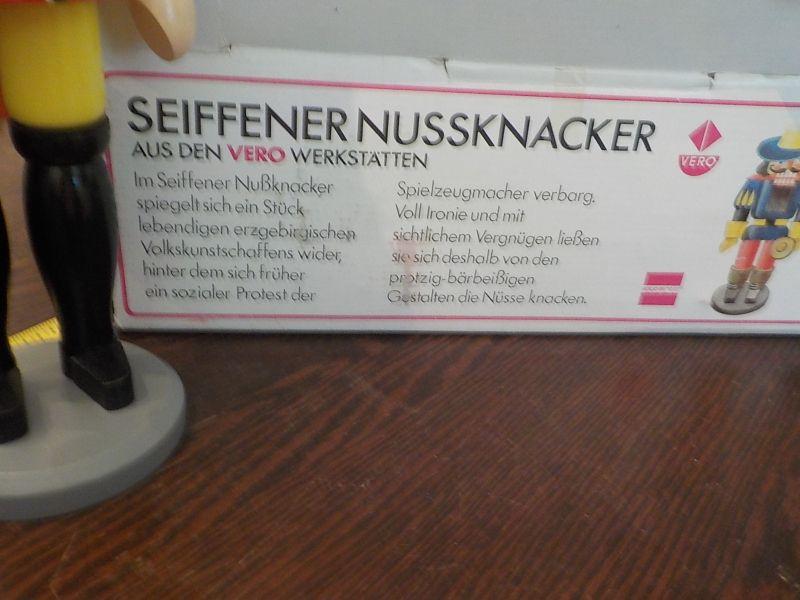 SEIFFENER NUSSKNACKER
AUS DEN VERO WERKSTÄTTEN
Im Seiffener Nußknacker
spiegelt sich ein Stück
lebendigen erzgebirgischen
Volkskunstschaffens wider,
hinter dem sich früher
ein sozialer Protest der
Spielzeugmacher verbarg.
Voll Ironie und mit
sichtlichem Vergnügen ließen
sie sich deshalb von den
protzig-bärbeißigen
Gestalten die Nüsse knacken.
VERO